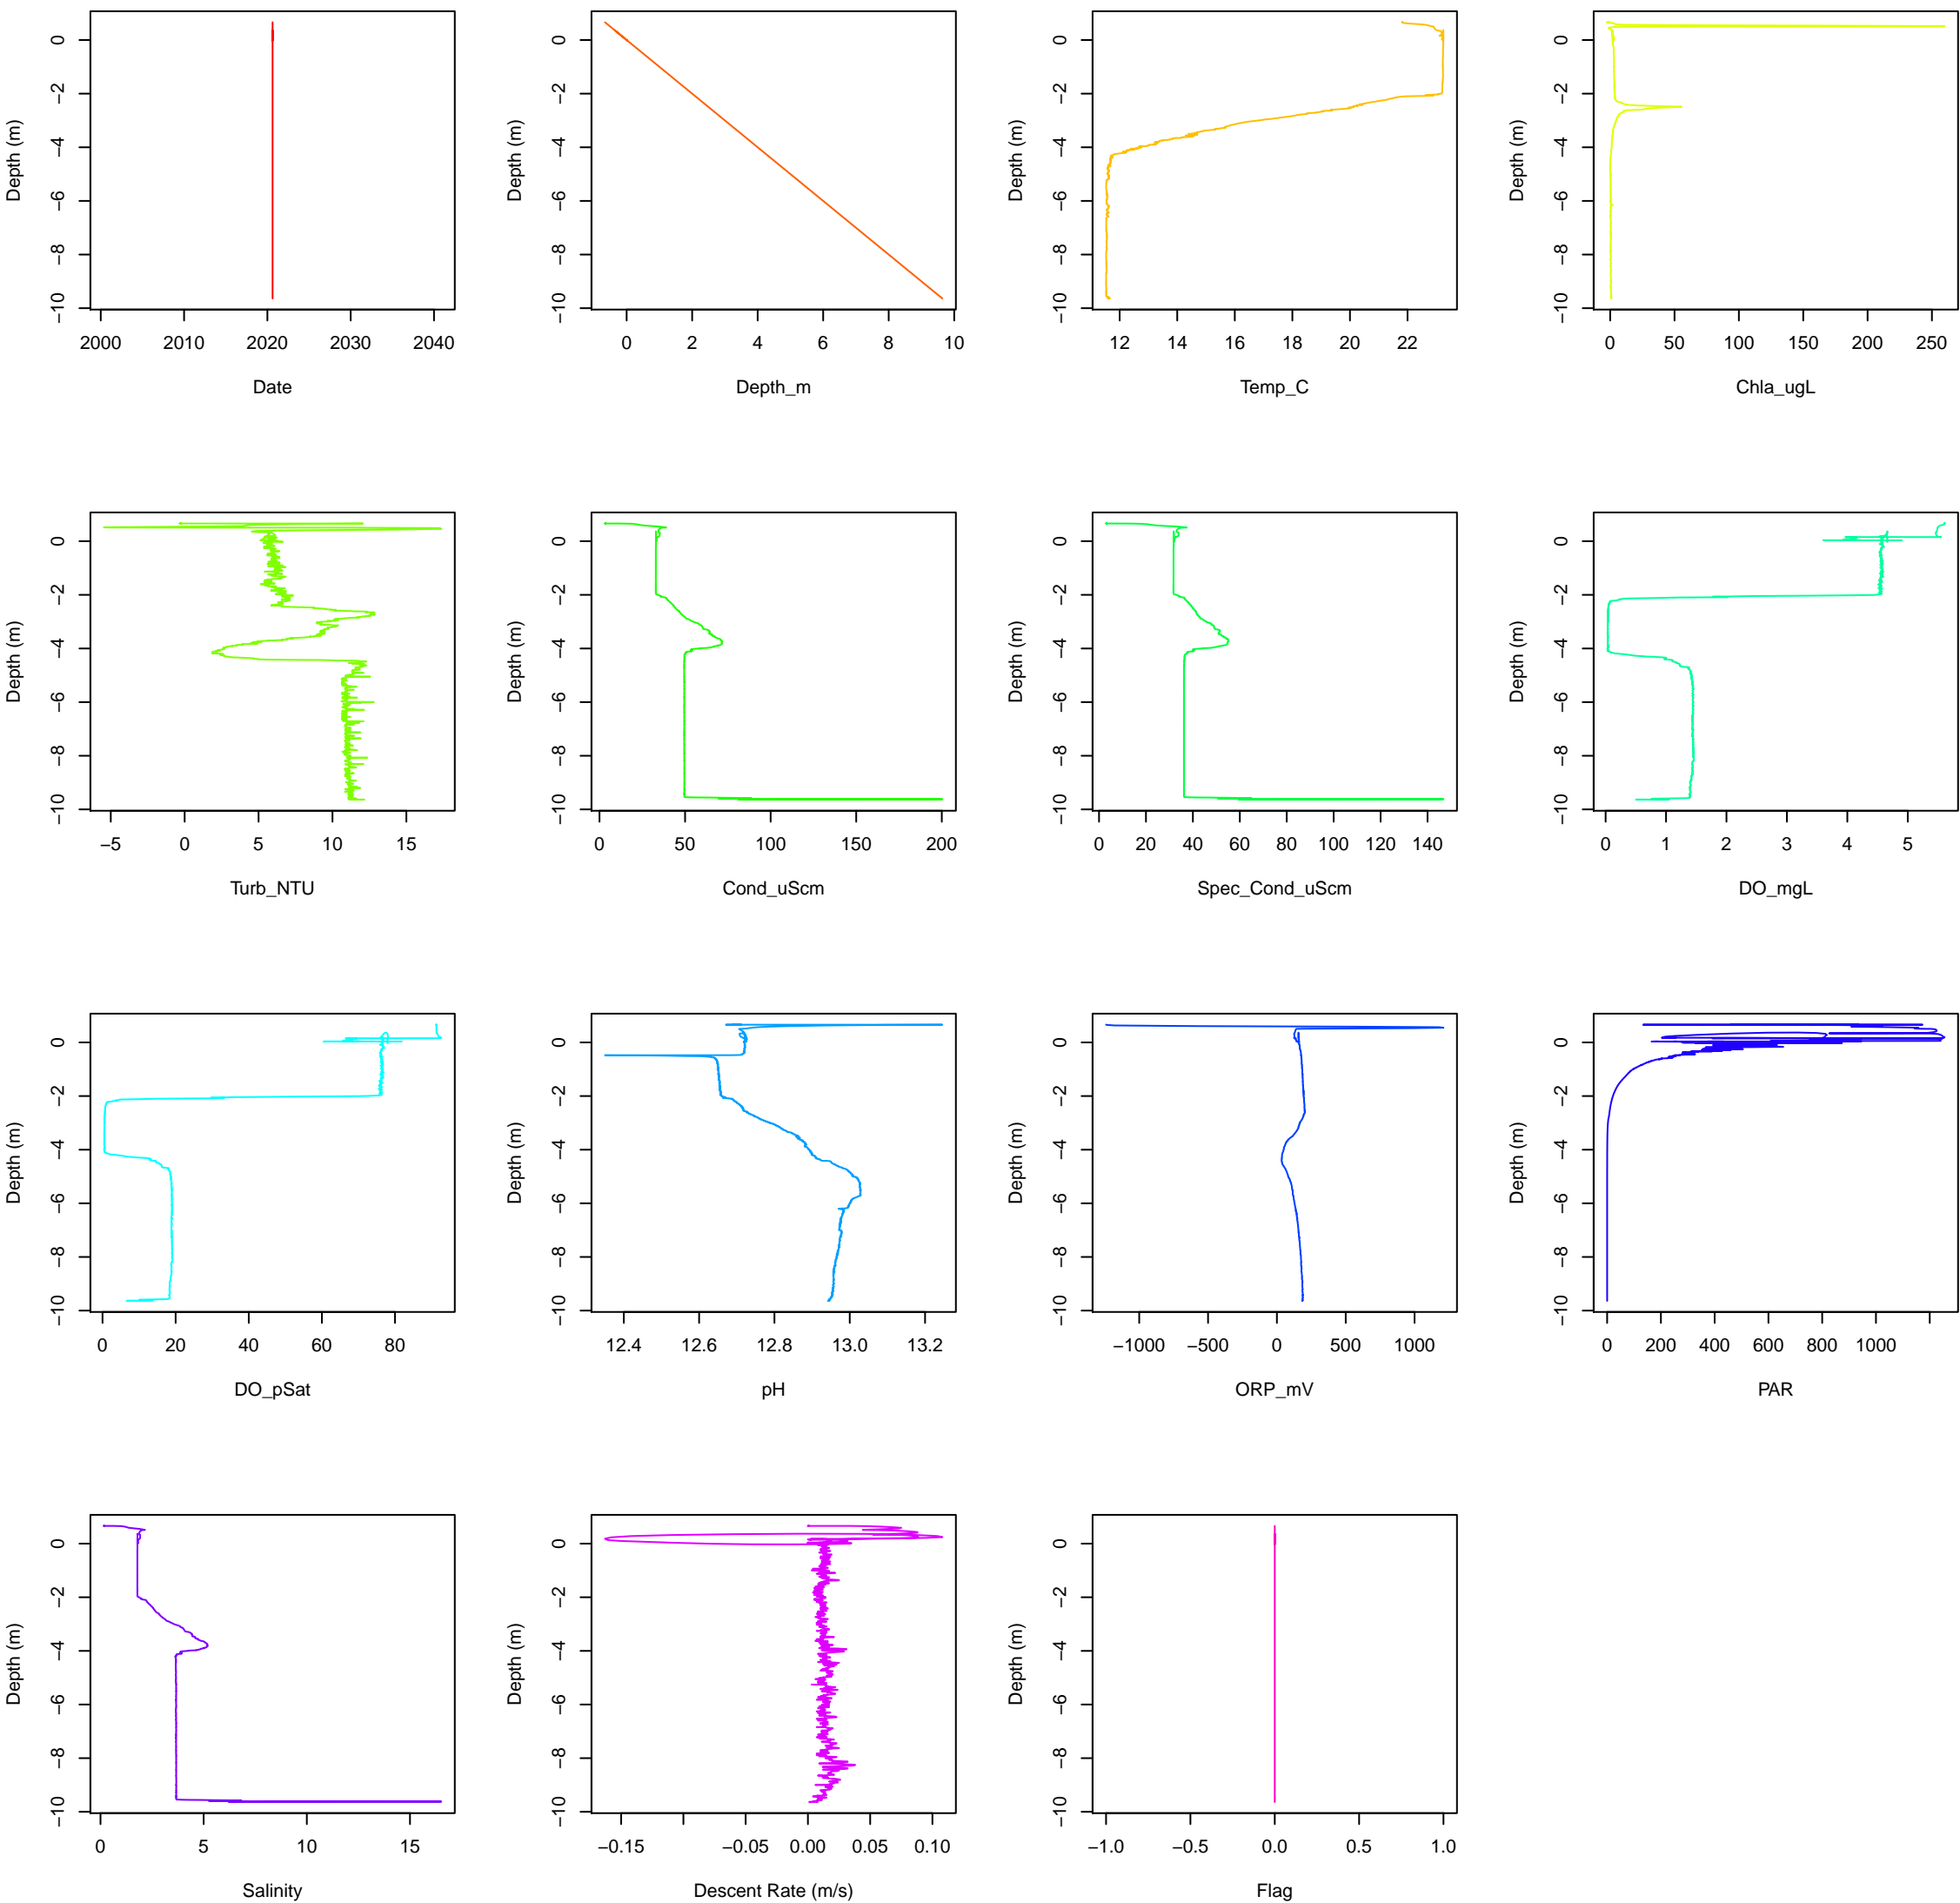 Depth (m)
0
−2
−4
−6
−8
−10
2000 2010 2020 2030 2040
Date
Depth (m)
0
−2
−4
−6
−8
−10
0 2 4 6 8 10
Depth_m
Depth (m)
0
−2
−4
−6
−8
−10
12 14 16 18 20 22
Temp_C
Depth (m)
0
−2
−4
−6
−8
−10
0 50 100 150 200 250
Chla_ugL
Depth (m)
0
−2
−4
−6
−8
−10
−5 0 5 10 15
Turb_NTU
Depth (m)
0
−2
−4
−6
−8
−10
0 50 100 150 200
Cond_uScm
Depth (m)
0
−2
−4
−6
−8
−10
0 20 40 60 80 100 120 140
Spec_Cond_uScm
Depth (m)
0
−2
−4
−6
−8
−10
0 1 2 3 4 5
DO_mgL
Depth (m)
0
−2
−4
−6
−8
−10
0 20 40 60 80
DO_pSat
Depth (m)
0
−2
−4
−6
−8
−10
12.4 12.6 12.8 13.0 13.2
pH
Depth (m)
0
−2
−4
−6
−8
−10
−1000 −500 0 500 1000
ORP_mV
Depth (m)
0
−2
−4
−6
−8
−10
0 200 400 600 800 1000
PAR
Depth (m)
0
−2
−4
−6
−8
−10
0 5 10 15
Salinity
Depth (m)
0
−2
−4
−6
−8
−10
−0.15 −0.05 0.00 0.05 0.10
Descent Rate (m/s)
Depth (m)
0
−2
−4
−6
−8
−10
−1.0 −0.5 0.0 0.5 1.0
Flag